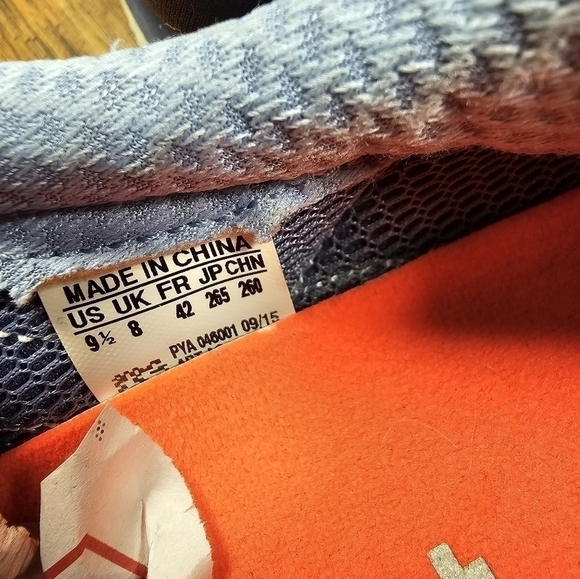 MADE IN CHINA
US UK FR JP CHN
9½ 8 42 265 260
PYA 046001 09/15